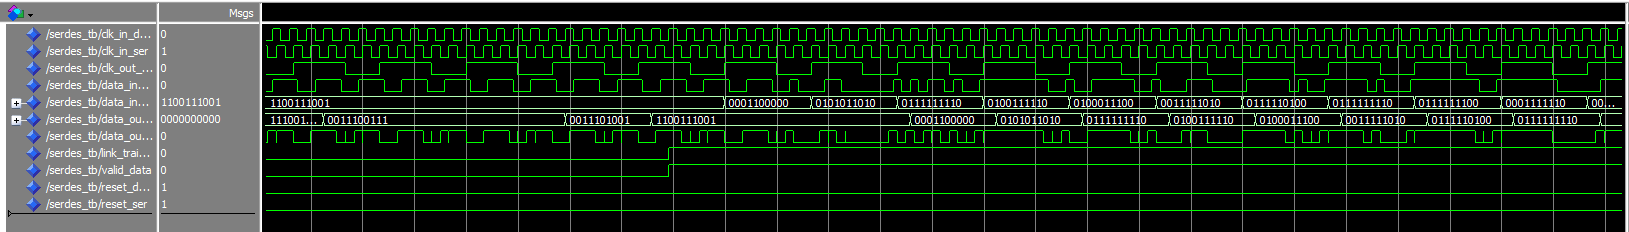 Msgs
/serdes_tb/clk_in_d... 0
/serdes_tb/clk_in_ser 1
/serdes_tb/clk_out_... 0
/serdes_tb/data_in... 0
/serdes_tb/data_in... 1100111001 1100111001 0001100000 0101011010 0111111110 0100111110 0100011100 0011111010 0111110100 0111111110 0111111100 0001111110 00...
/serdes_tb/data_ou... 0000000000 111001... 0011100111 0011101001 1100111001 0001100000 0101011010 0111111110 0100111110 0100011100 0011111010 0111110100 0111111110
/serdes_tb/data_ou... 0
/serdes_tb/link_trai... 0
/serdes_tb/valid_data 0
/serdes_tb/reset_d... 1
/serdes_tb/reset_ser 1